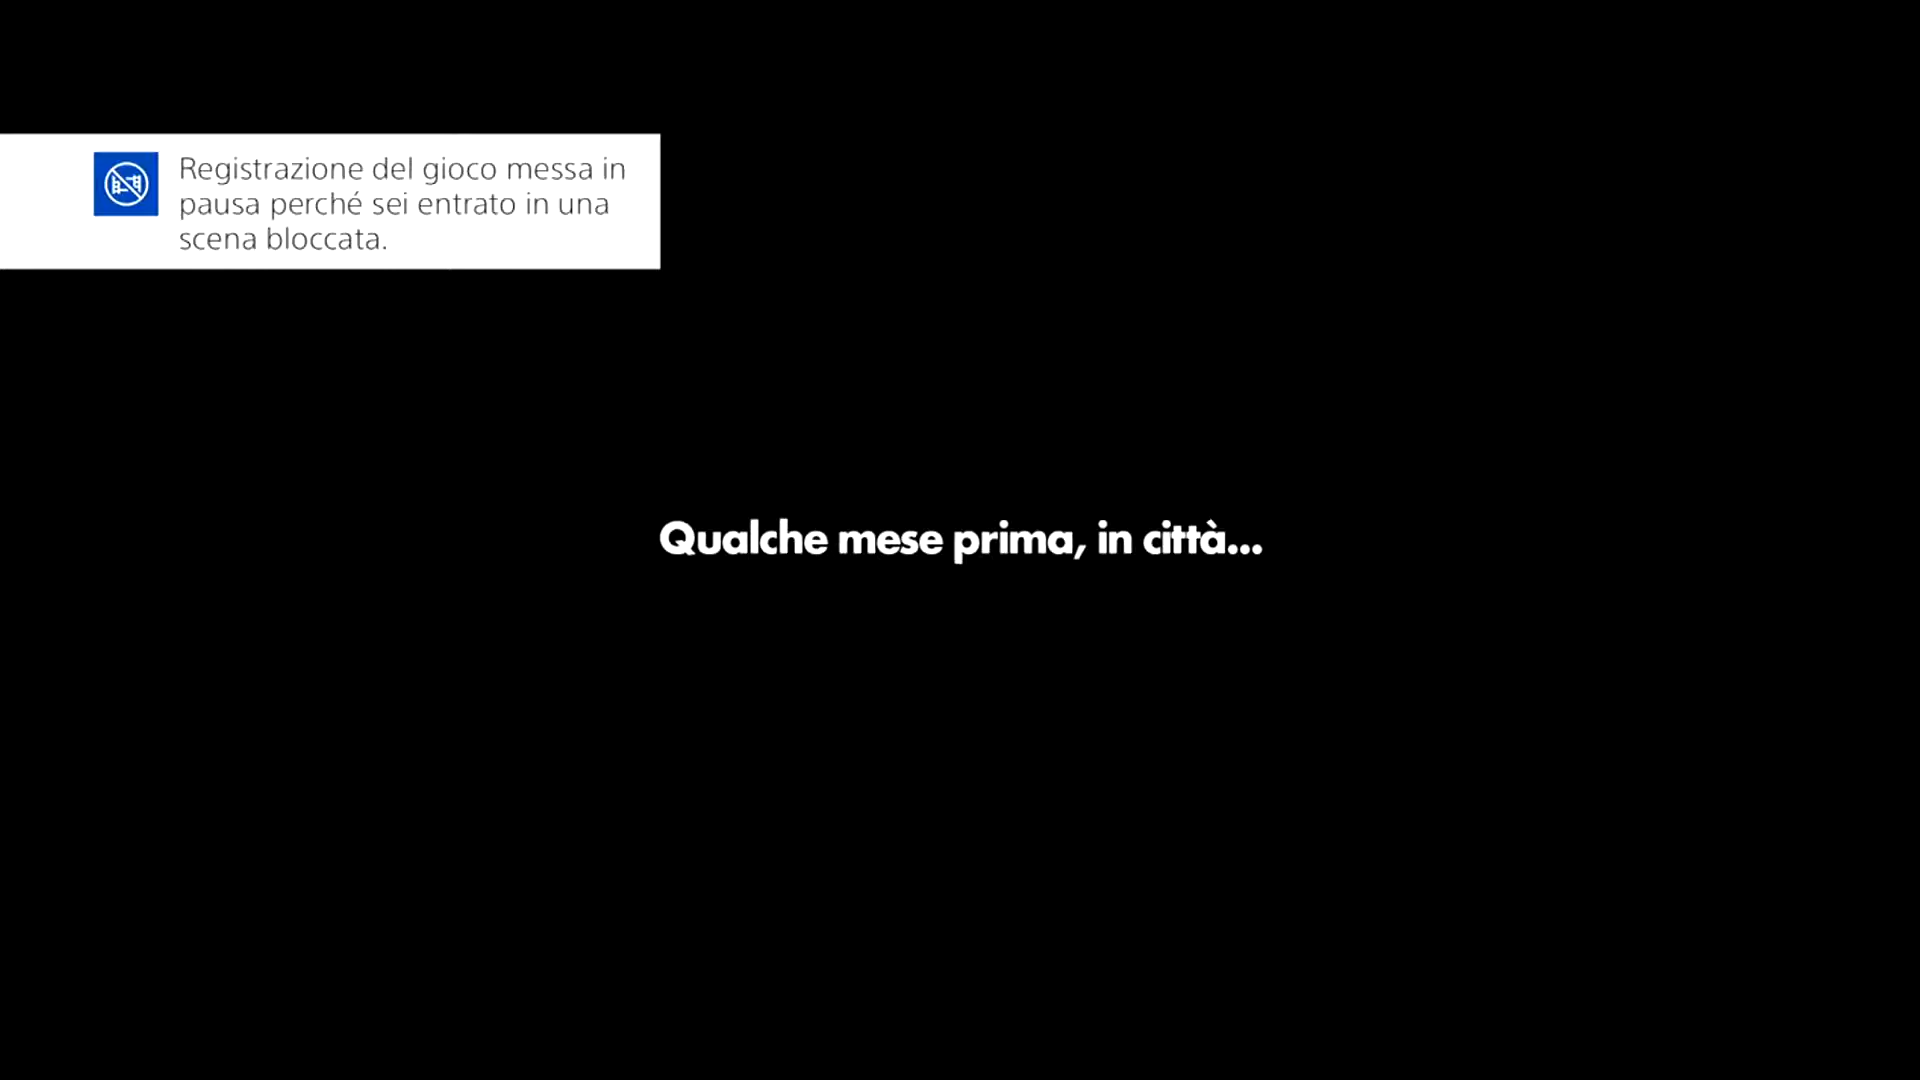 Registrazione del gioco messa in
pausa perché sei entrato in una
scena bloccata.
Qualche mese prima, in città...